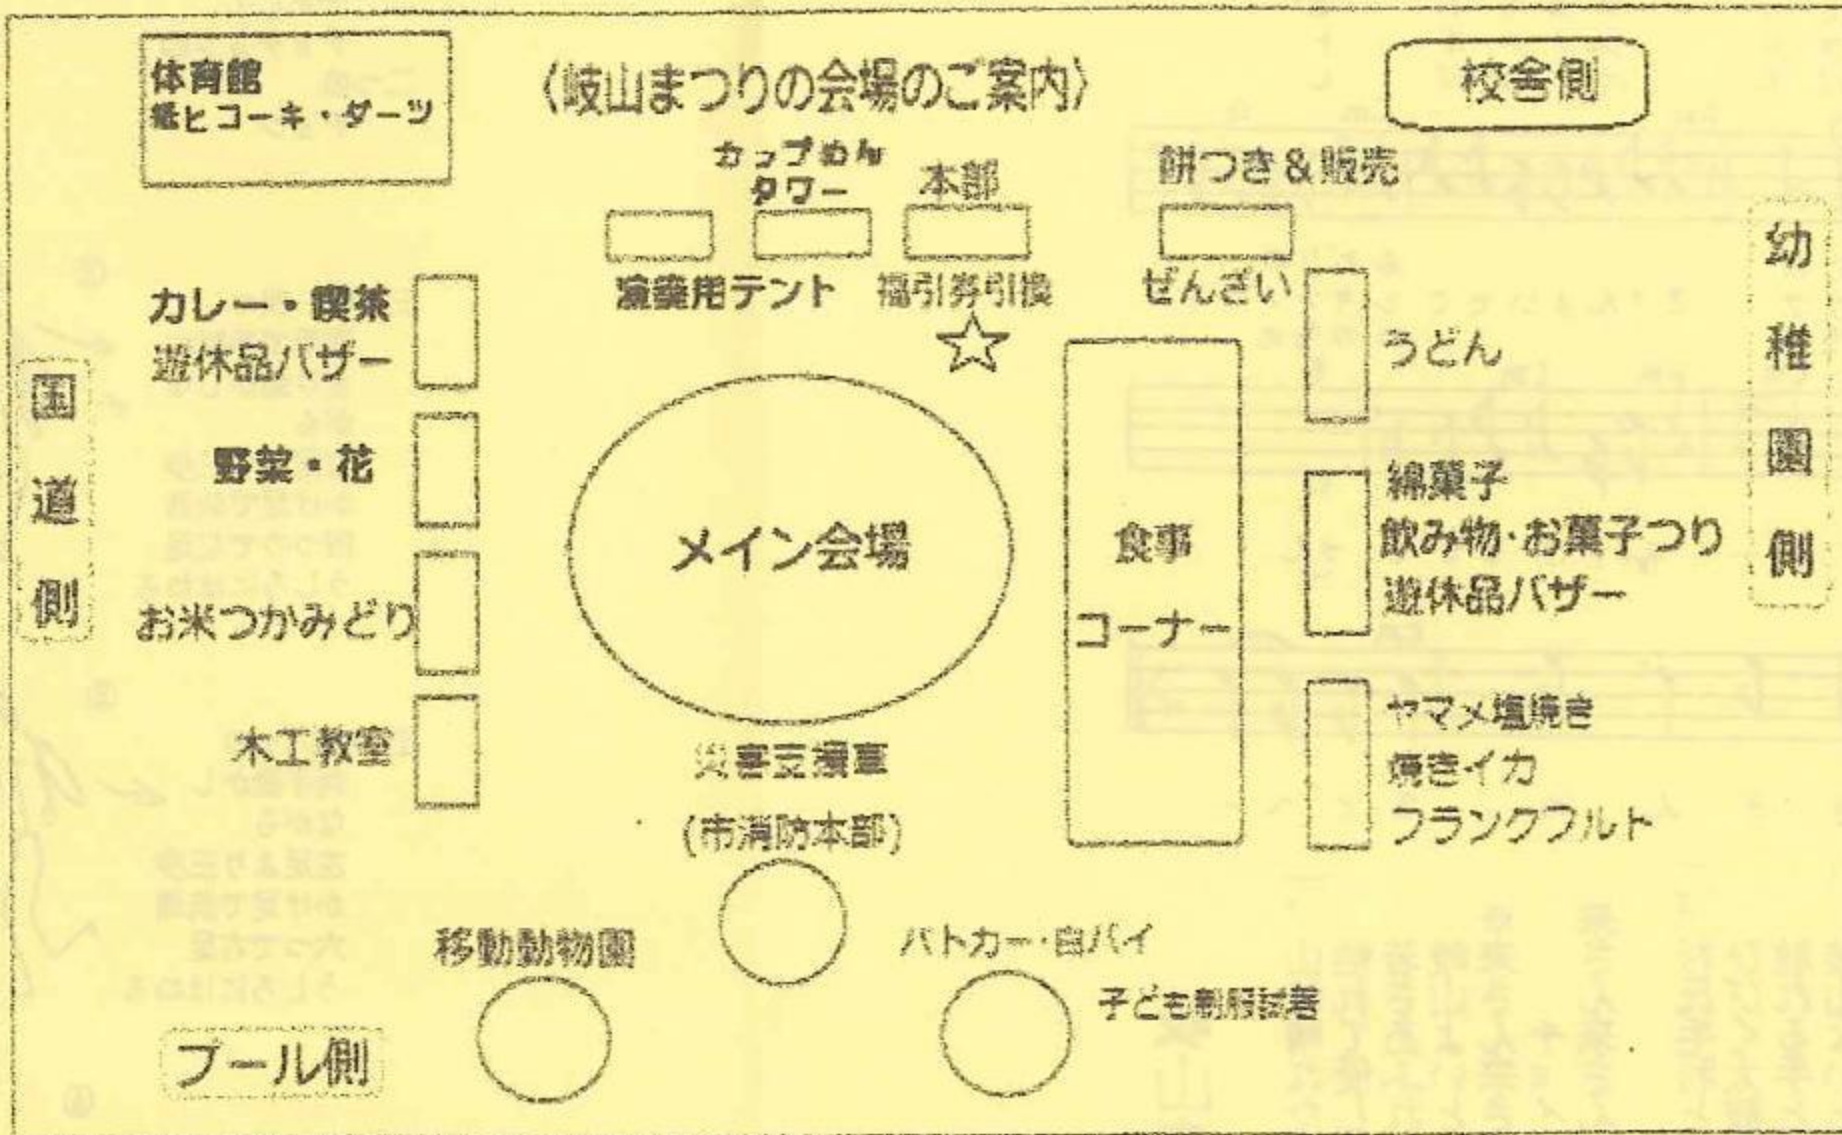 〈岐山まつりの会場のご案内〉
体育館
紙ヒコーキ・ダーツ
校舎側
カップめん
タワー
本部
餅つき&販売
演義用テント
福引券引換
☆
ぜんざい
うどん
幼稚園側
カレー・喫茶
遊休品バザー
野菜・花
お米つかみどり
木工教室
国道側
メイン会場
食事
コーナー
綿菓子
飲み物・お菓子つり
遊休品バザー
ヤマメ塩焼き
焼きイカ
フランクフルト
災害支援車
(市消防本部)
移動動物園
パトカー・白バイ
子ども制服試着
プール側